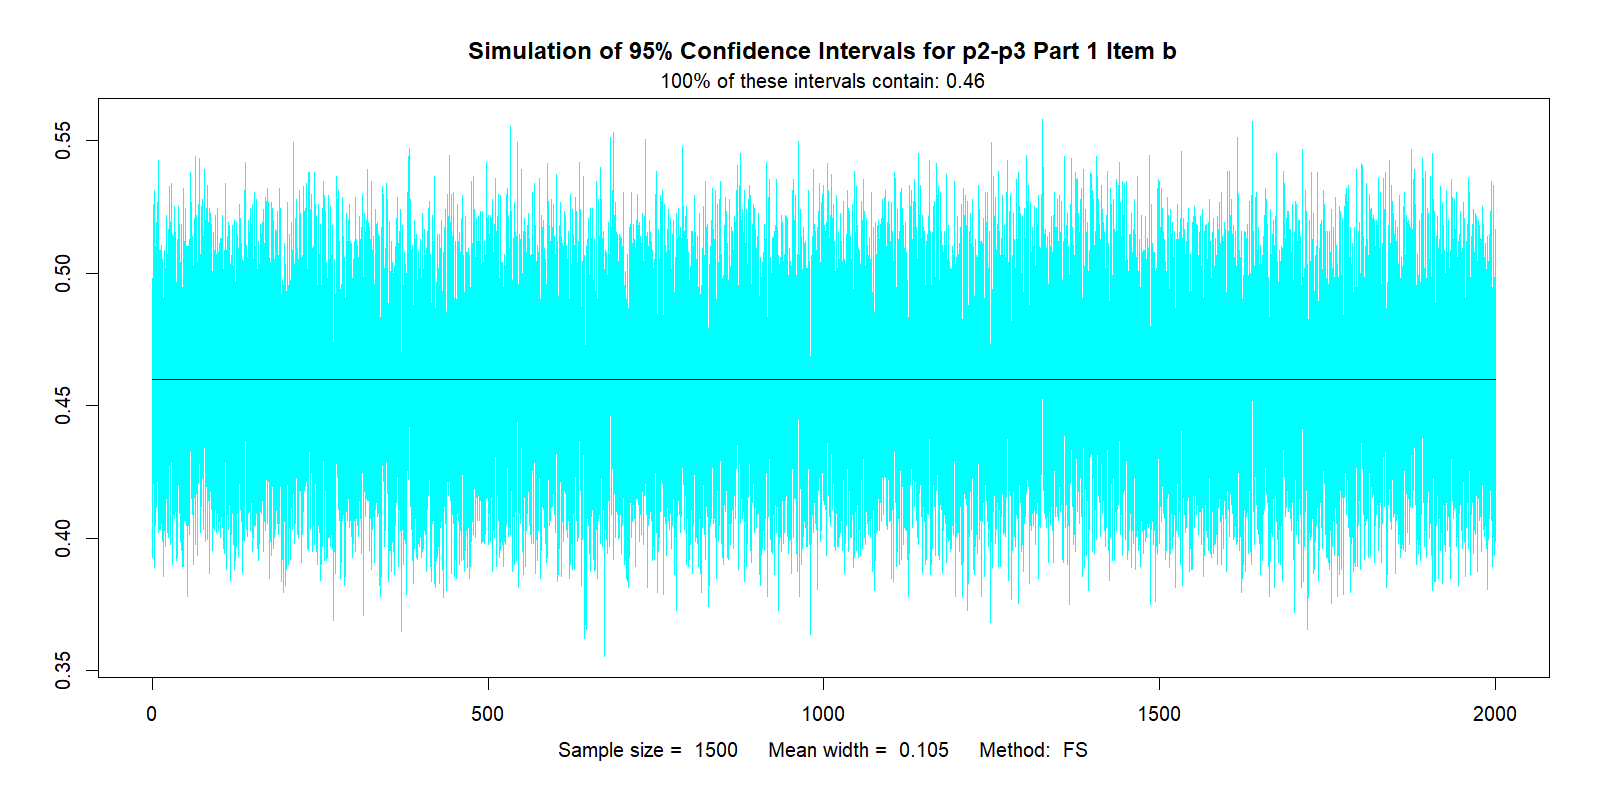 Simulation of 95% Confidence Intervals for p2-p3 Part 1 Item b
100% of these intervals contain: 0.46
0.55
0.50
0.45
0.40
0.35
0 500 1000 1500 2000
Sample size = 1500 Mean width = 0.105 Method: FS